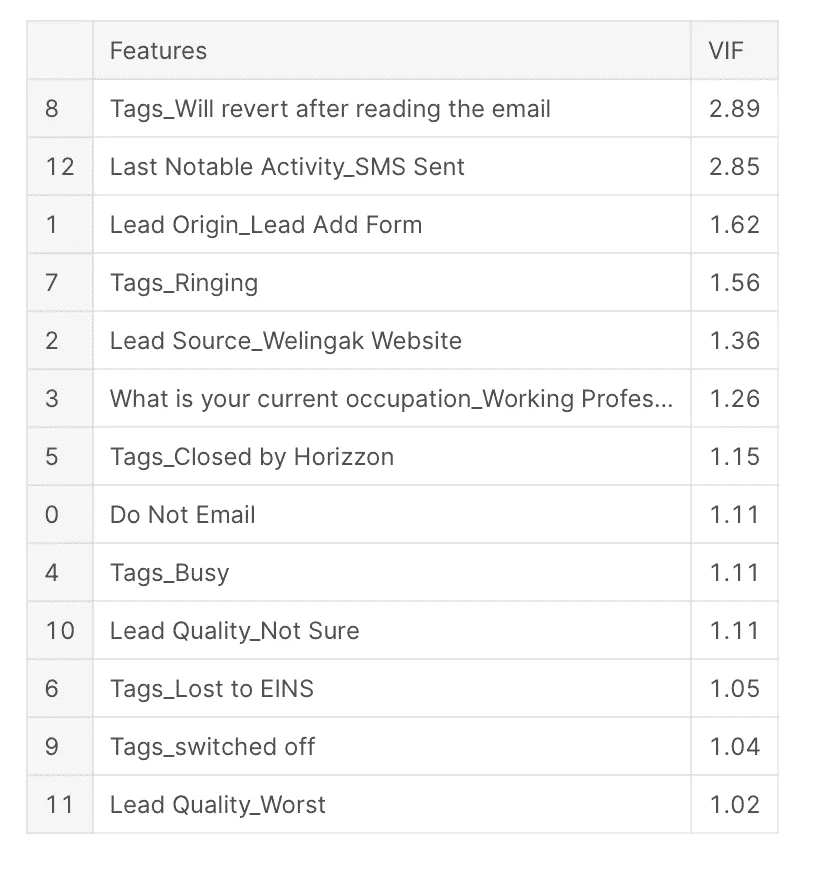 Features VIF
8 Tags_Will revert after reading the email 2.89
12 Last Notable Activity_SMS Sent 2.85
1 Lead Origin_Lead Add Form 1.62
7 Tags_Ringing 1.56
2 Lead Source_Welingak Website 1.36
3 What is your current occupation_Working Profes... 1.26
5 Tags_Closed by Horizzon 1.15
0 Do Not Email 1.11
4 Tags_Busy 1.11
10 Lead Quality_Not Sure 1.11
6 Tags_Lost to EINS 1.05
9 Tags_switched off 1.04
11 Lead Quality_Worst 1.02